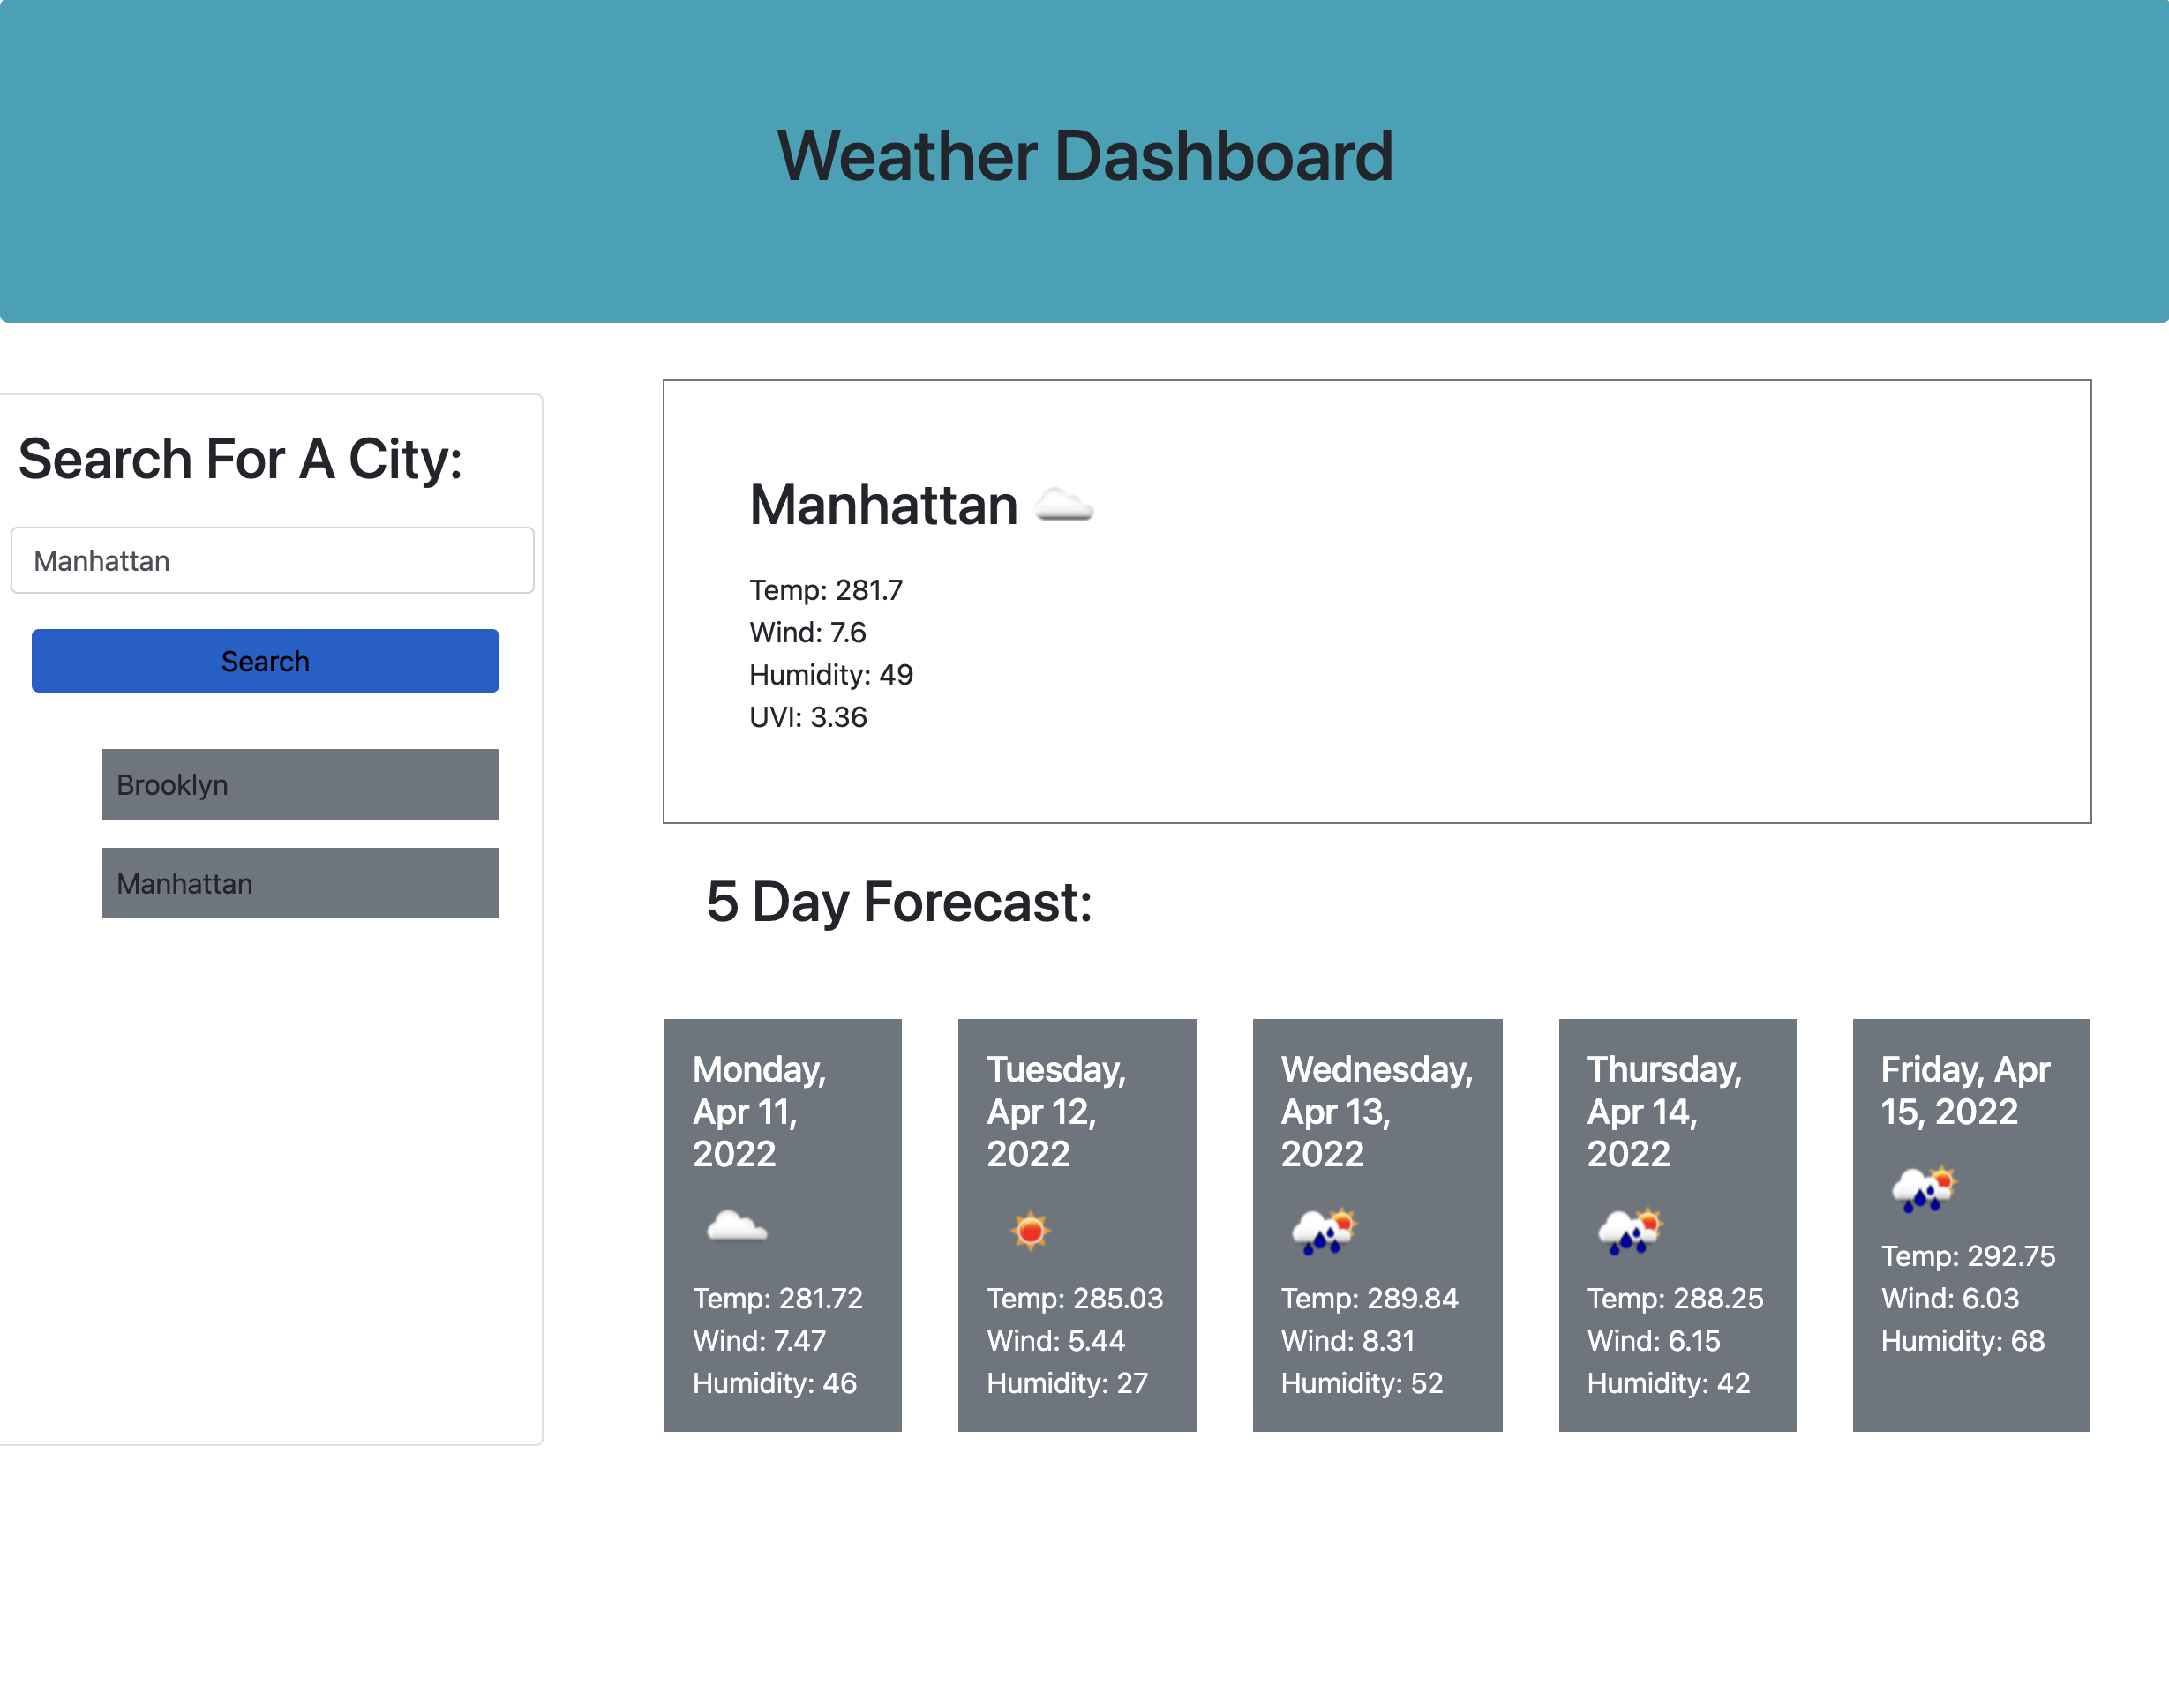 Weather Dashboard
Search For A City:
Manhattan
Search
Brooklyn
Manhattan
Manhattan
Temp: 281.7
Wind: 7.6
Humidity: 49
UVI: 3.36
5 Day Forecast:
Monday,
Apr 11,
2022
Temp: 281.72
Wind: 7.47
Humidity: 46
Tuesday,
Apr 12,
2022
Temp: 285.03
Wind: 5.44
Humidity: 27
Wednesday,
Apr 13,
2022
Temp: 289.84
Wind: 8.31
Humidity: 52
Thursday,
Apr 14,
2022
Temp: 288.25
Wind: 6.15
Humidity: 42
Friday, Apr
15, 2022
Temp: 292.75
Wind: 6.03
Humidity: 68